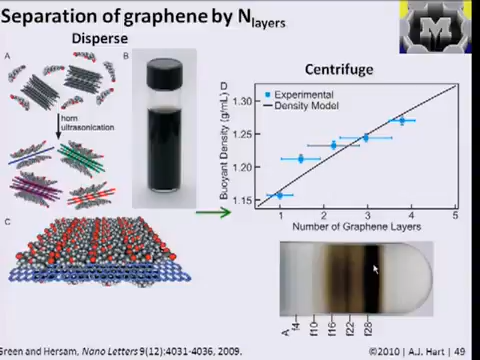 Separation of graphene by Nlayers
Disperse
Centrifuge
A
B
horn
ultrasonication
C
D
Buoyant Density (g/mL)
1.30
1.25
1.20
1.15
Experimental
Density Model
1
2
3
4
5
Number of Graphene Layers
M
A
f4
f10
f16
f22
f28
Green and Hersam, Nano Letters 9(12):4031-4036, 2009.
©2010 | A.J. Hart | 49